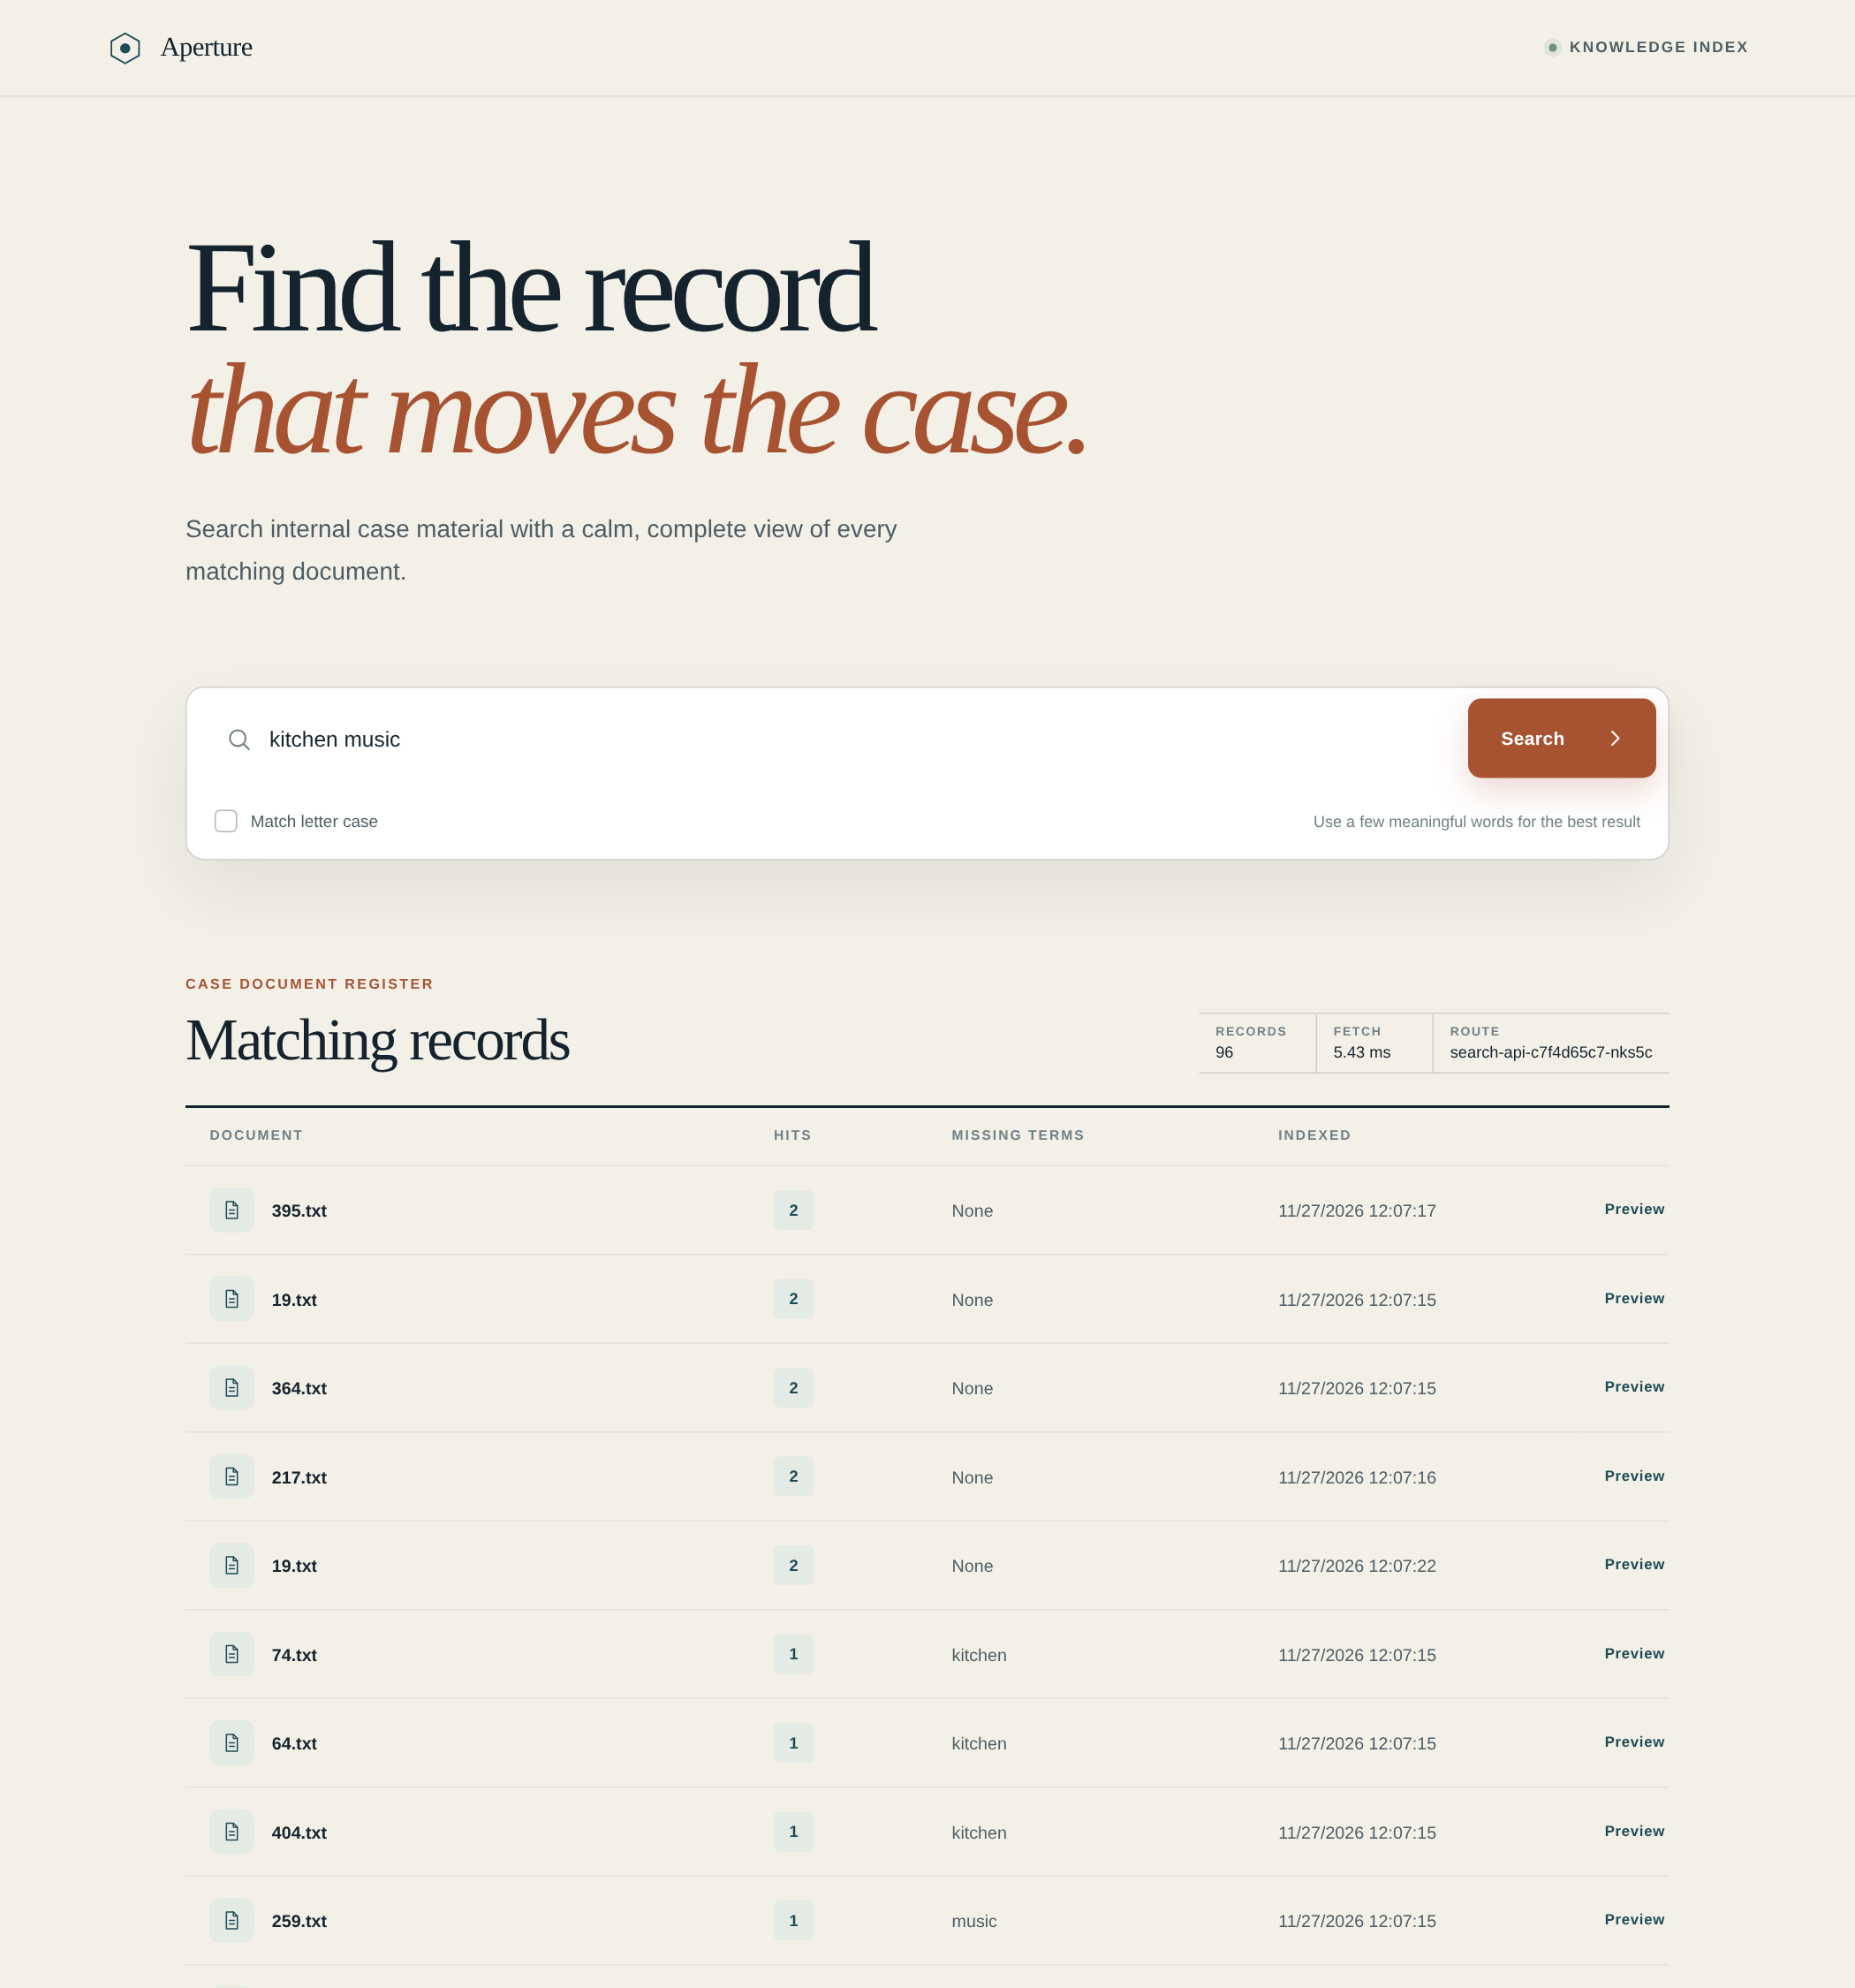 Aperture
KNOWLEDGE INDEX
Find the record
that moves the case.
Search internal case material with a calm, complete view of every
matching document.
kitchen music
Search
Match letter case
Use a few meaningful words for the best result
CASE DOCUMENT REGISTER
Matching records
RECORDS FETCH ROUTE
96 5.43 ms search-api-c7f4d65c7-nks5c
DOCUMENT HITS MISSING TERMS INDEXED
395.txt 2 None 11/27/2026 12:07:17 Preview
19.txt 2 None 11/27/2026 12:07:15 Preview
364.txt 2 None 11/27/2026 12:07:15 Preview
217.txt 2 None 11/27/2026 12:07:16 Preview
19.txt 2 None 11/27/2026 12:07:22 Preview
74.txt 1 kitchen 11/27/2026 12:07:15 Preview
64.txt 1 kitchen 11/27/2026 12:07:15 Preview
404.txt 1 kitchen 11/27/2026 12:07:15 Preview
259.txt 1 music 11/27/2026 12:07:15 Preview